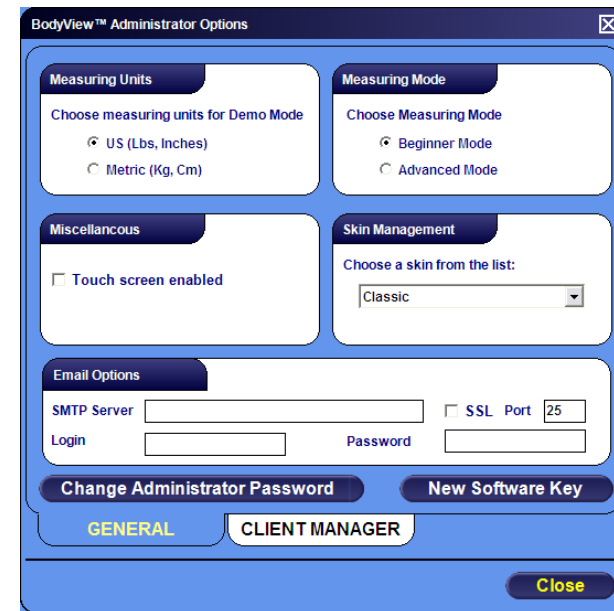 BodyView™ Administrator Options
Measuring Units
Choose measuring units for Demo Mode
US (Lbs, Inches)
Metric (Kg, Cm)
Measuring Mode
Choose Measuring Mode
Beginner Mode
Advanced Mode
Miscellancous
Touch screen enabled
Skin Management
Choose a skin from the list:
Classic
Email Options
SMTP Server
SSL Port 25
Login
Password
Change Administrator Password
New Software Key
GENERAL
CLIENT MANAGER
Close